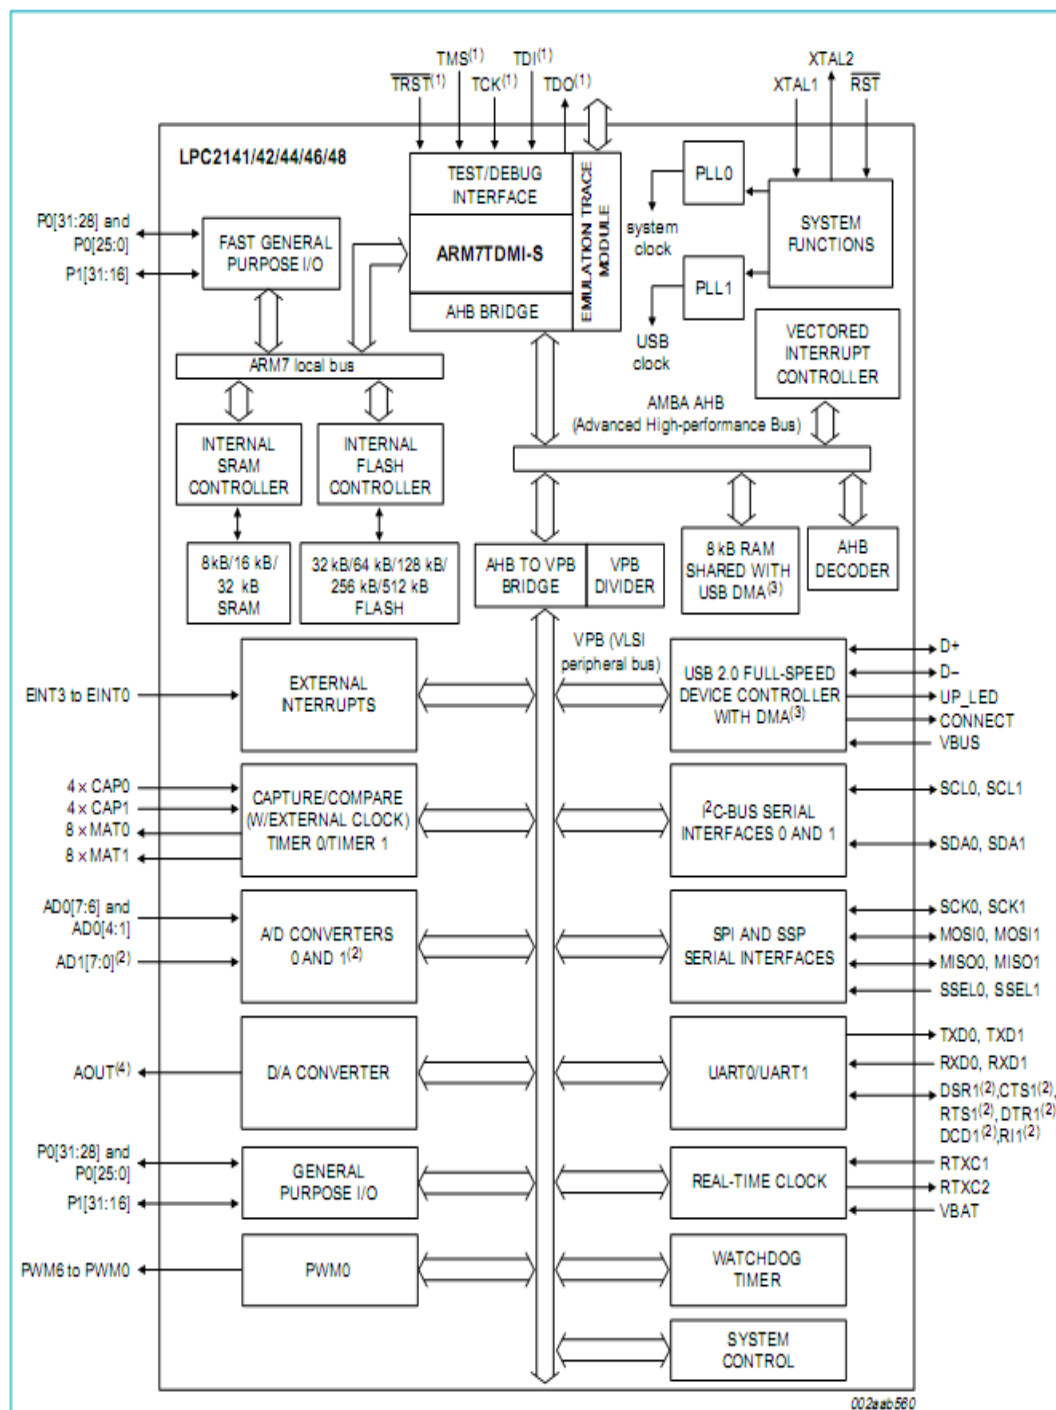 TMS(1) TDI(1) XTAL2
TRST(1) TCK(1) TDO(1) XTAL1 RST
LPC2141/42/44/46/48
TEST/DEBUG
INTERFACE
EMULATION TRACE
MODULE
PLL0
system
clock
SYSTEM
FUNCTIONS
P0[31:28] and
P0[25:0]
P1[31:16]
FAST GENERAL
PURPOSE I/O
ARM7TDMI-S
AHB BRIDGE
PLL1
USB
clock
VECTORED
INTERRUPT
CONTROLLER
ARM7 local bus
AMBA AHB
(Advanced High-performance Bus)
INTERNAL
SRAM
CONTROLLER
INTERNAL
FLASH
CONTROLLER
8 kB/16 kB/
32 kB
SRAM
32 kB/64 kB/128 kB/
256 kB/512 kB
FLASH
AHB TO VPB
BRIDGE
VPB
DIVIDER
8 kB RAM
SHARED WITH
USB DMA(3)
AHB
DECODER
VPB (VLSI
peripheral bus)
EINT3 to EINT0
EXTERNAL
INTERRUPTS
USB 2.0 FULL-SPEED
DEVICE CONTROLLER
WITH DMA(3)
D+
D−
UP_LED
CONNECT
VBUS
4 × CAP0
4 × CAP1
8 × MAT0
8 × MAT1
CAPTURE/COMPARE
(W/EXTERNAL CLOCK)
TIMER 0/TIMER 1
I2C-BUS SERIAL
INTERFACES 0 AND 1
SCL0, SCL1
SDA0, SDA1
AD0[7:6] and
AD0[4:1]
AD1[7:0](2)
A/D CONVERTERS
0 AND 1(2)
SPI AND SSP
SERIAL INTERFACES
SCK0, SCK1
MOSI0, MOSI1
MISO0, MISO1
SSEL0, SSEL1
AOUT(4)
D/A CONVERTER
UART0/UART1
TXD0, TXD1
RXD0, RXD1
DSR1(2),CTS1(2),
RTS1(2), DTR1(2)
DCD1(2),RI1(2)
P0[31:28] and
P0[25:0]
P1[31:16]
GENERAL
PURPOSE I/O
REAL-TIME CLOCK
RTXC1
RTXC2
VBAT
PWM6 to PWM0
PWM0
WATCHDOG
TIMER
SYSTEM
CONTROL
002aab560